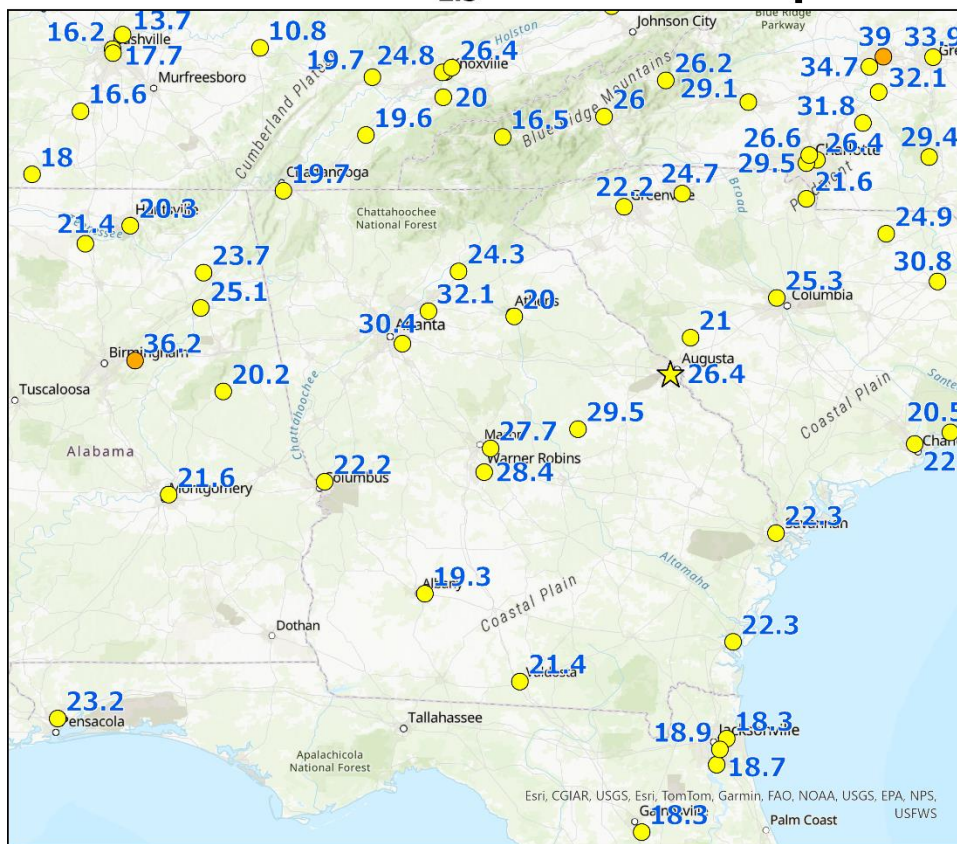 Johnson City
Blue Ridge
Parkway
Holston
13.7
16.2
17.7
10.8
Murfreesboro
16.6
18
19.7
24.8
26.4
Knoxville
20
19.6
16.5
Cumberland Plateau
Blue Ridge Mountains
26
26.2
29.1
39
33.9
34.7
32.1
31.8
26.6
26.4
Charlotte
29.5
29.4
Piedmont
21.6
Broad
19.7
Chattanooga
Chattahoochee
National Forest
22.2
Greenville
24.7
20.3
Huntsville
21.4
23.7
25.1
24.3
32.1
Atlanta
30.4
20
Athens
24.9
30.8
25.3
Columbia
21
Augusta
26.4
36.2
Birmingham
20.2
Tuscaloosa
Chattahoochee
29.5
27.7
Macon
Warner Robins
28.4
Coastal Plain
20.5
22
Alabama
21.6
Montgomery
22.2
Columbus
22.3
Savannah
Altamaha
19.3
Albany
Coastal Plain
Dothan
22.3
21.4
Valdosta
23.2
Pensacola
Tallahassee
Apalachicola
National Forest
18.9
18.3
Jacksonville
18.7
Esri, CGIAR, USGS, Esri, TomTom, Garmin, FAO, NOAA, USGS, EPA, NPS,
USFWS
18.3
Gainesville
Palm Coast